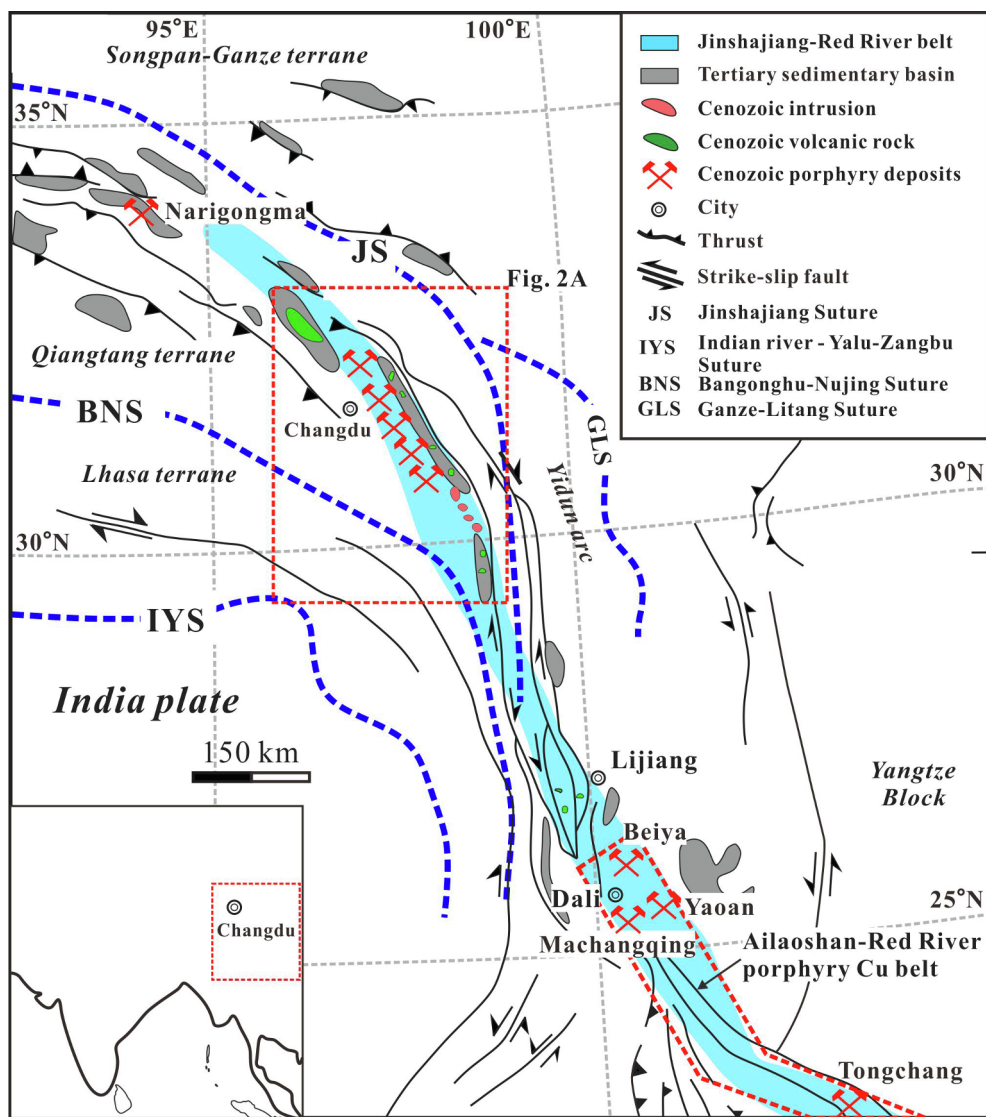 95°E
100°E
Songpan-Ganze terrane
35°N
Jinshajiang-Red River belt
Tertiary sedimentary basin
Cenozoic intrusion
Cenozoic volcanic rock
Cenozoic porphyry deposits
City
Thrust
Strike-slip fault
JS Jinshajiang Suture
IYS Indian river - Yalu-Zangbu
Suture
BNS Bangonghu-Nujing Suture
GLS Ganze-Litang Suture
Narigongma
JS
Fig. 2A
Qiangtang terrane
BNS
Changdu
GLS
Lhasa terrane
Yidun arc
30°N
30°N
IYS
India plate
150 km
Lijiang
Yangtze
Block
Beiya
Dali
Yaoan
25°N
Machangqing
Ailaoshan-Red River
porphyry Cu belt
Changdu
Tongchang